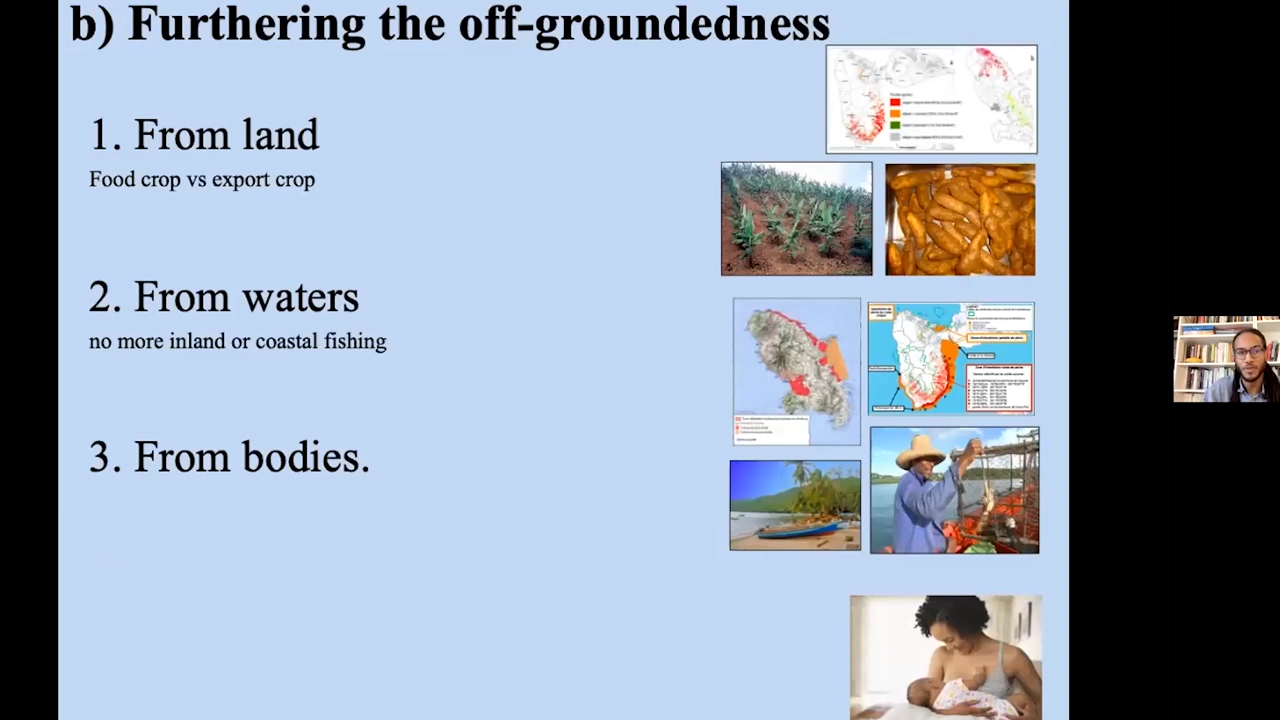 b) Furthering the off-groundedness
1. From land
Food crop vs export crop
2. From waters
no more inland or coastal fishing
3. From bodies.